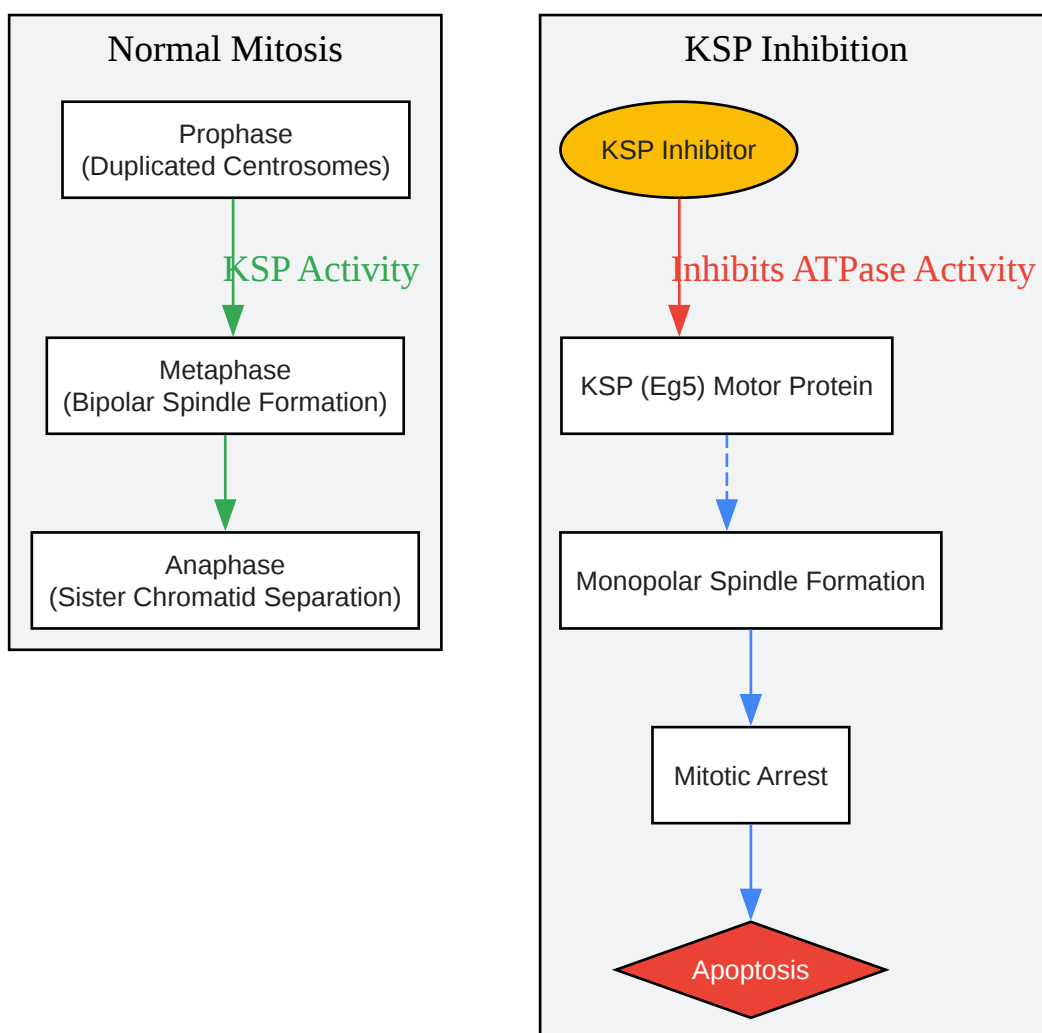 Normal Mitosis
Prophase
(Duplicated Centrosomes)
KSP Activity
Metaphase
(Bipolar Spindle Formation)
Anaphase
(Sister Chromatid Separation)
KSP Inhibition
KSP Inhibitor
Inhibits ATPase Activity
KSP (Eg5) Motor Protein
Monopolar Spindle Formation
Mitotic Arrest
Apoptosis